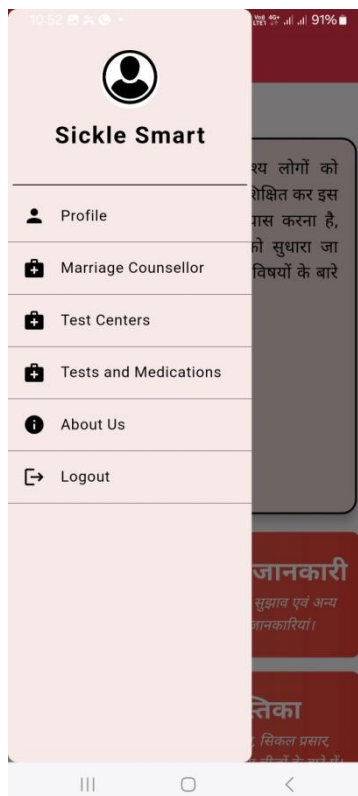 10:52
91%
Sickle Smart
Profile
Marriage Counsellor
Test Centers
Tests and Medications
About Us
Logout
लोगों को
कर इस
करना है,
सुधारा जा
विषयों के बारे
जानकारी
सुझाव एवं अन्य
जानकारियां।
सिकल प्रसार,